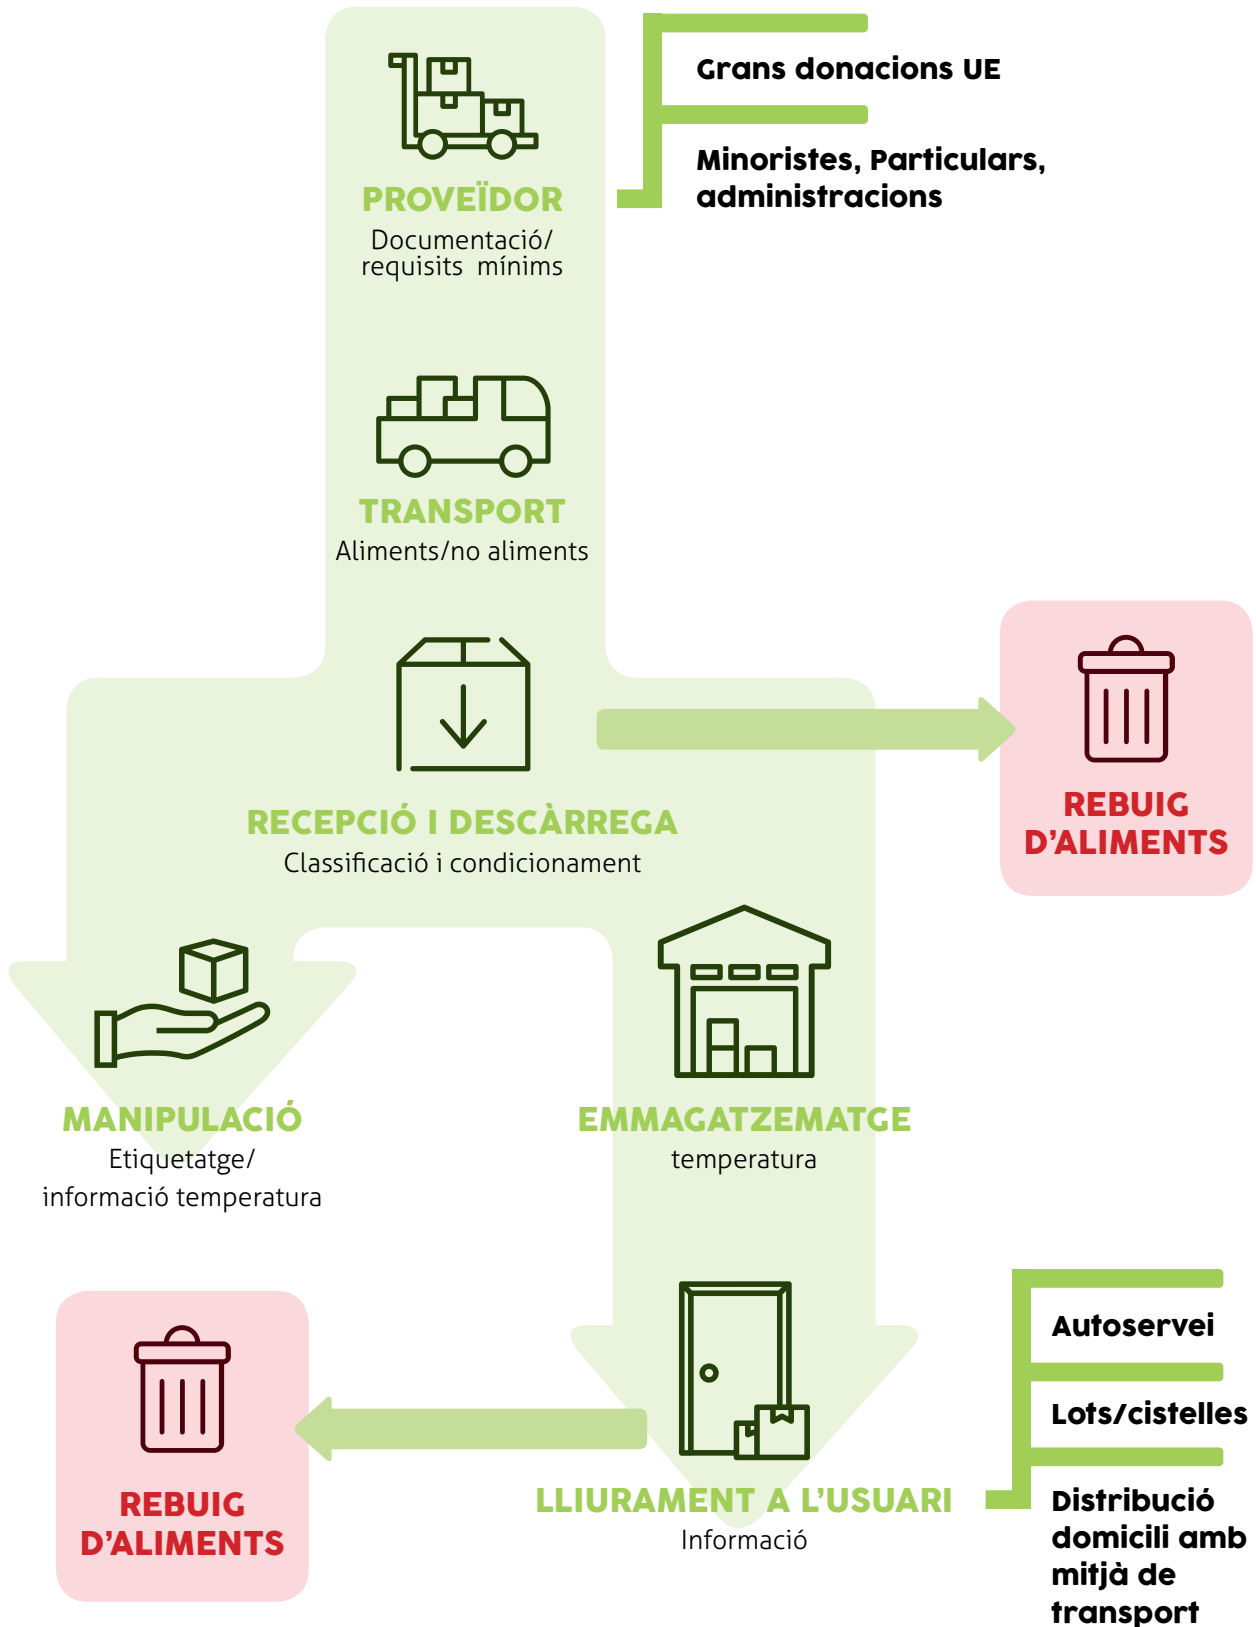 Grans donacions UE
Minoristes, Particulars,
administracions
PROVEÏDOR
Documentació/
requisits mínims
TRANSPORT
Aliments/no aliments
RECEPCIÓ I DESCÀRREGA
Classificació i condicionament
REBUIG
D’ALIMENTS
MANIPULACIÓ
Etiquetatge/
informació temperatura
EMMAGATZEMATGE
temperatura
REBUIG
D’ALIMENTS
LLIURAMENT A L’USUARI
Informació
Autoservei
Lots/cistelles
Distribució
domicili amb
mitjà de
transport